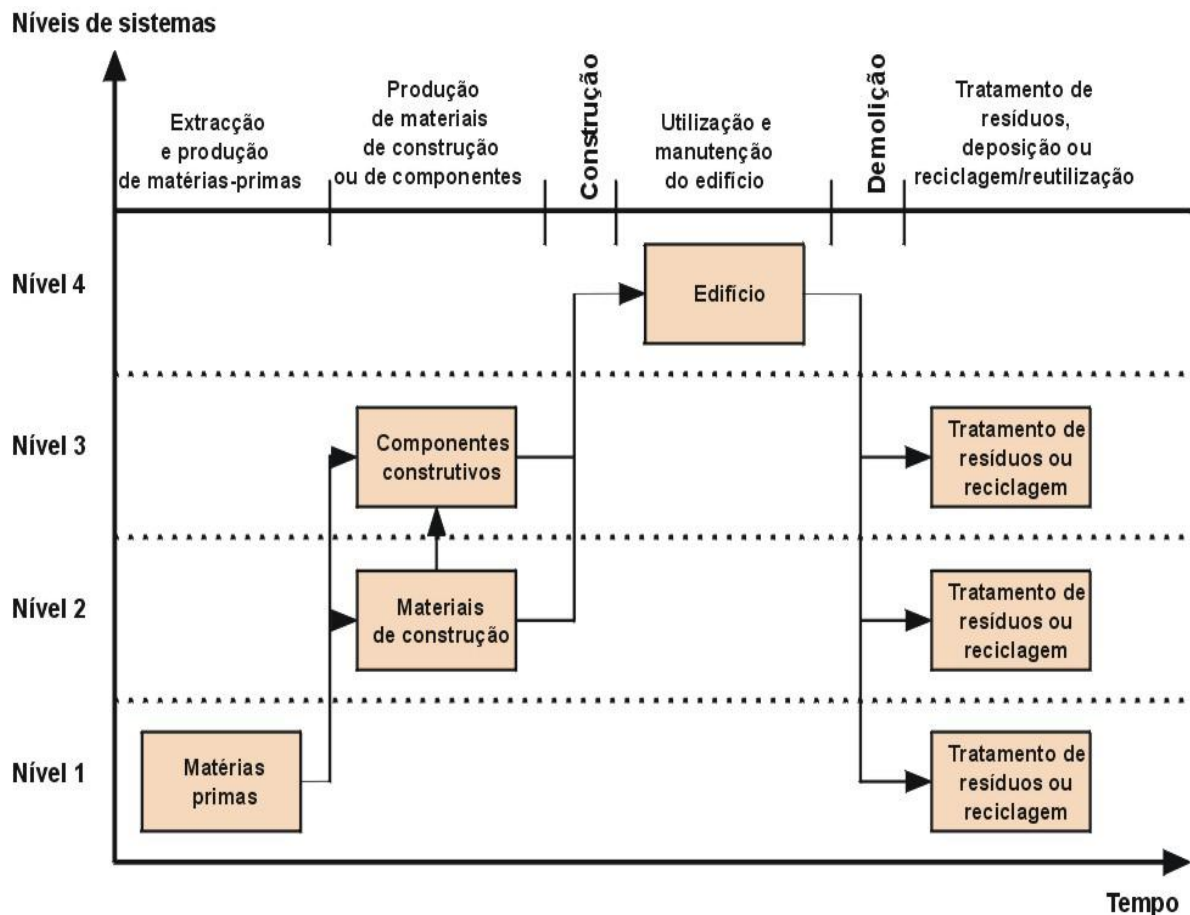 Níveis de sistemas
Extracção
e produção
de matérias-primas
Produção
de materiais
de construção
ou de componentes
Construção
Utilização e
manutenção
do edifício
Demolição
Tratamento de
resíduos,
deposição ou
reciclagem/reutilização
Nível 4
Edifício
Nível 3
Componentes
construtivos
Tratamento de
resíduos ou
reciclagem
Nível 2
Materiais
de construção
Tratamento de
resíduos ou
reciclagem
Nível 1
Matérias
primas
Tratamento de
resíduos ou
reciclagem
Tempo